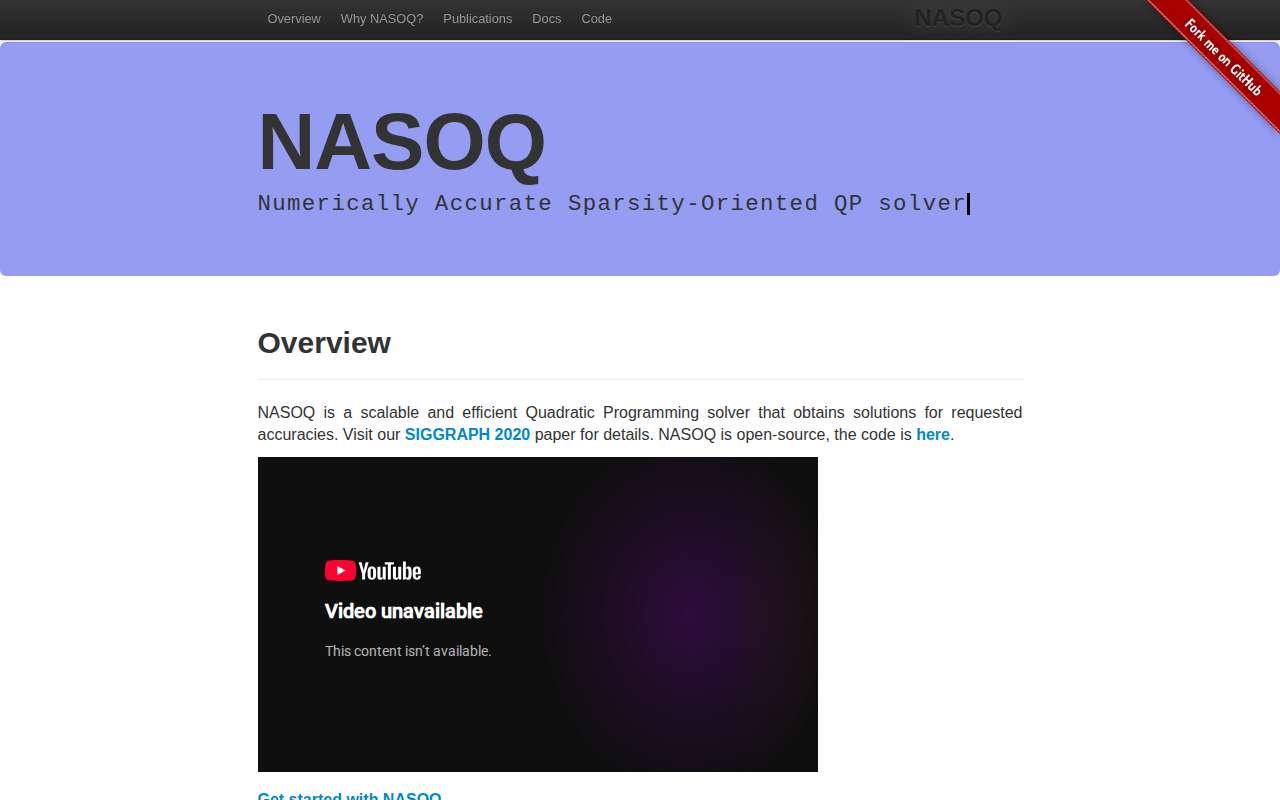 Overview Why NASOQ? Publications Docs Code NASOQ
Fork me on GitHub
NASOQ
Numerically Accurate Sparsity-Oriented QP solver
Overview
NASOQ is a scalable and efficient Quadratic Programming solver that obtains solutions for requested
accuracies. Visit our SIGGRAPH 2020 paper for details. NASOQ is open-source, the code is here.
YouTube
Video unavailable
This content isn't available.
Get started with NASOQ